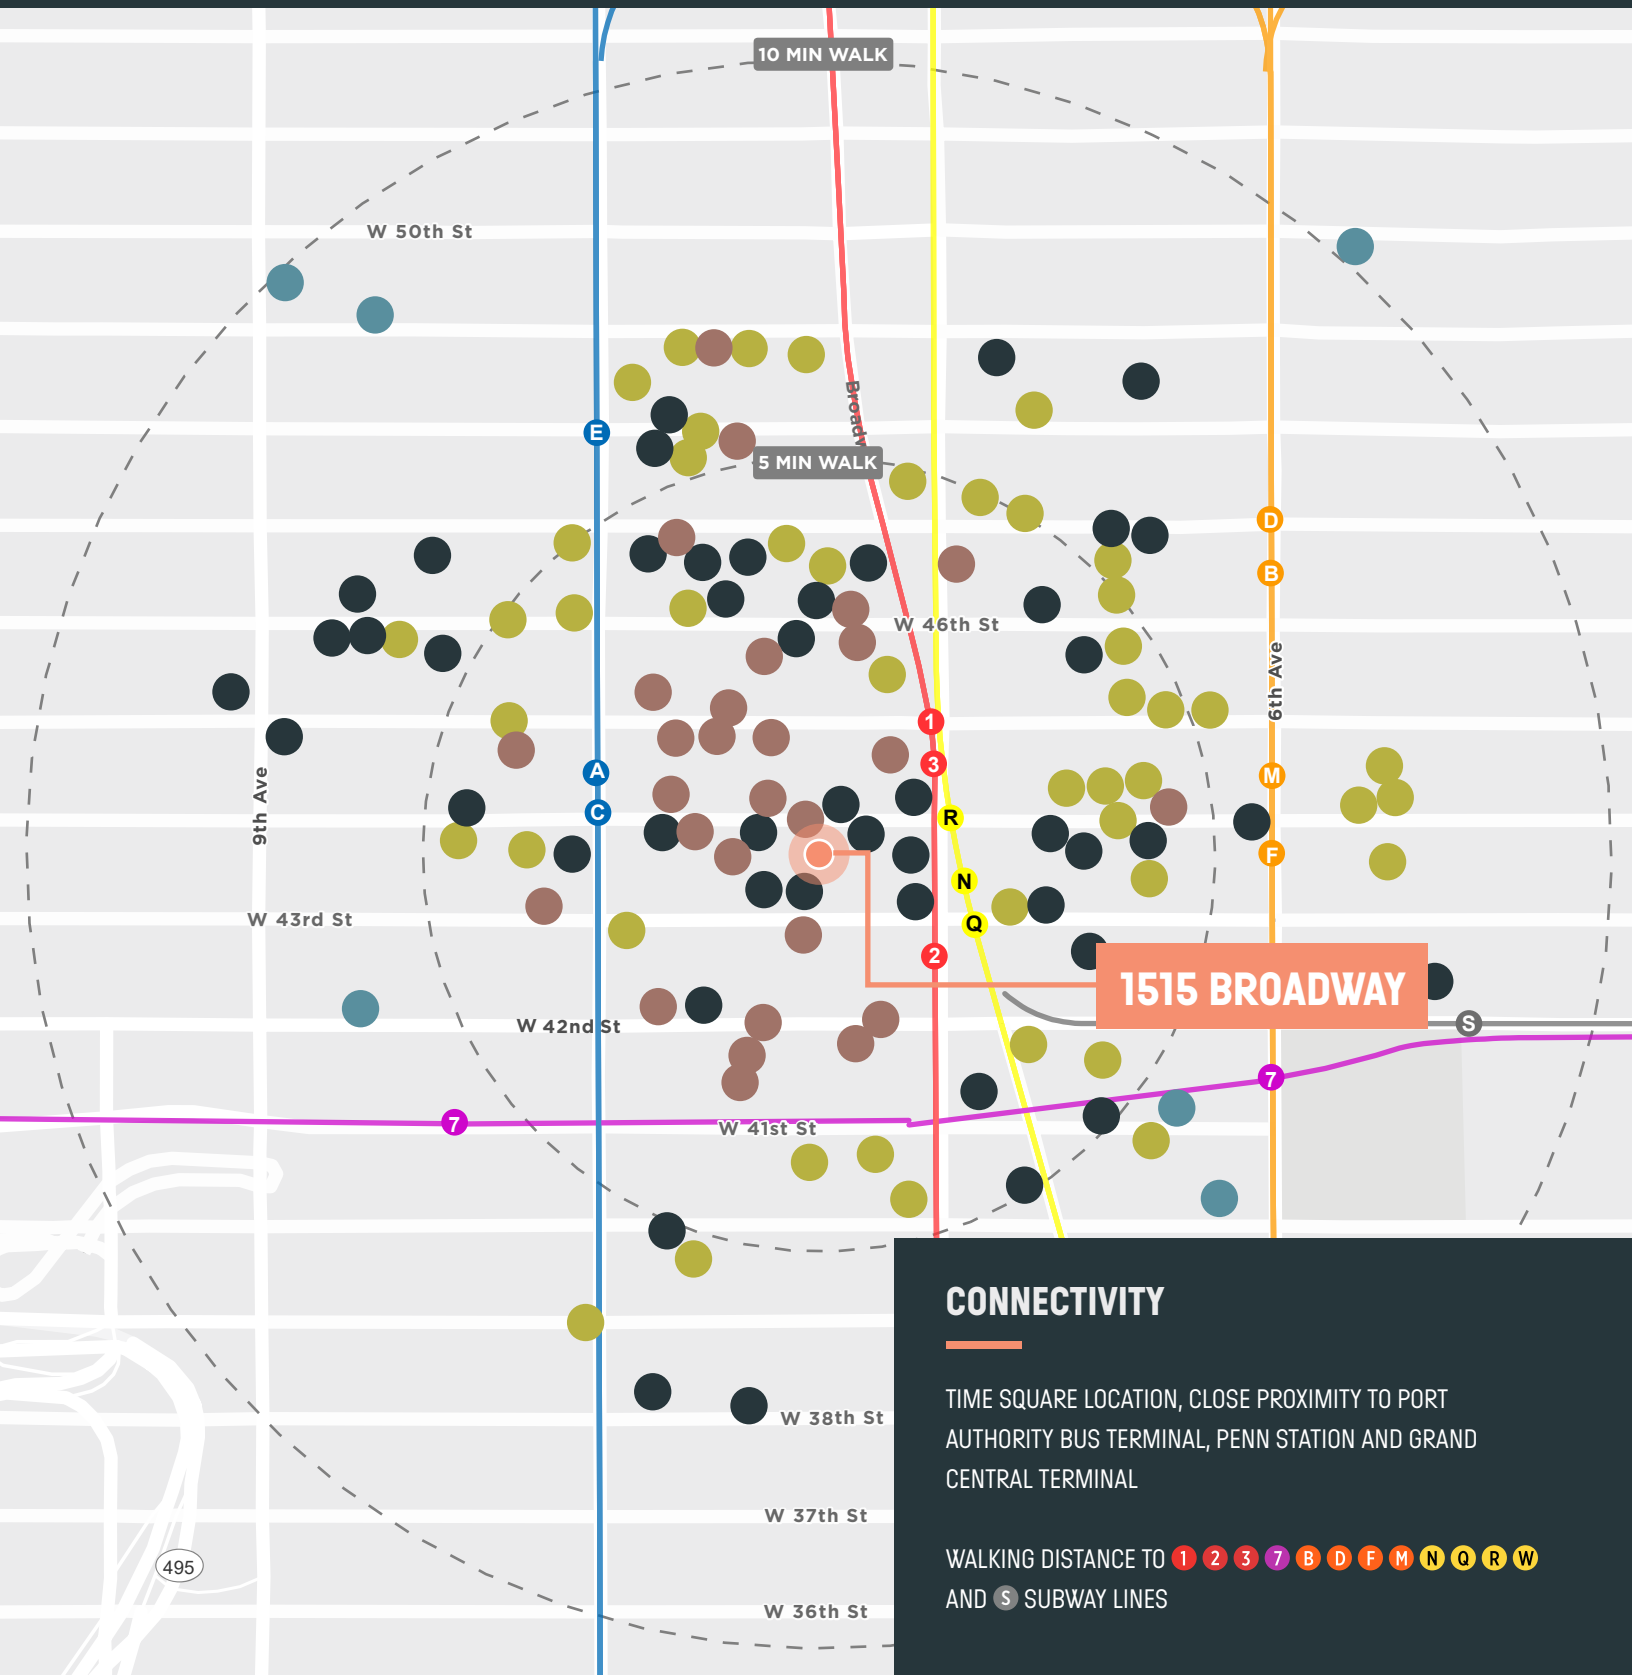 10 MIN WALK
W 50th St
Broadw
E
5 MIN WALK
D
B
W 46th St
6th Ave
1
3
A
M
9th Ave
C
R
F
N
W 43rd St
Q
2
1515 BROADWAY
W 42nd St
S
7
7
W 41st St
CONNECTIVITY
TIME SQUARE LOCATION, CLOSE PROXIMITY TO PORT
AUTHORITY BUS TERMINAL, PENN STATION AND GRAND
CENTRAL TERMINAL
W 38th St
W 37th St
495
WALKING DISTANCE TO 1 2 3 7 B D F M N Q R W
AND S SUBWAY LINES
W 36th St